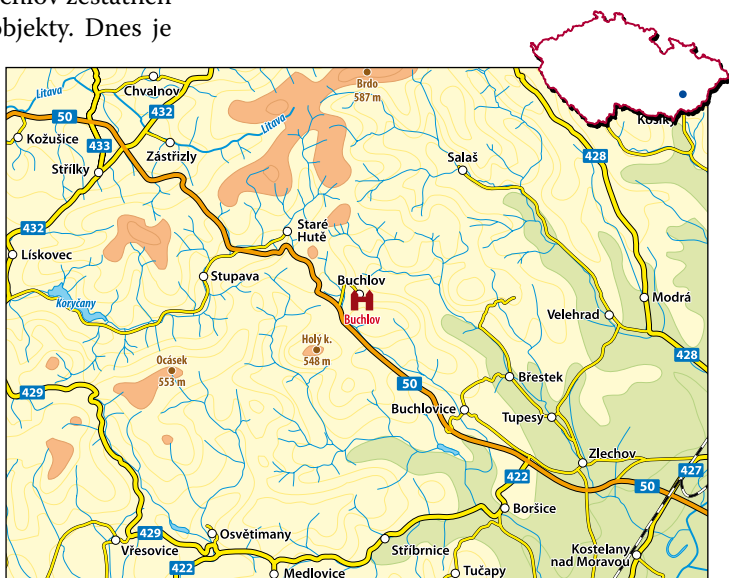 objekty. Dnes je
Brdo
587 m
Litava
Chvalnov
432
50
Litava
Kožušice
433
Zástřizly
Střílky
Salaš
428
432
Staré
Hutě
Lískovec
Stupava
Buchlov
Koryčany
Buchlov
Modrá
Velehrad
Holý k.
548 m
Ocásek
553 m
428
429
50
Břestek
Buchlovice
Tupesy
Zlechov
422
427
50
Boršice
429
Osvětimany
Vřesovice
Stříbrnice
Kostelany
nad Moravou
422
Medlovice
Tučapy